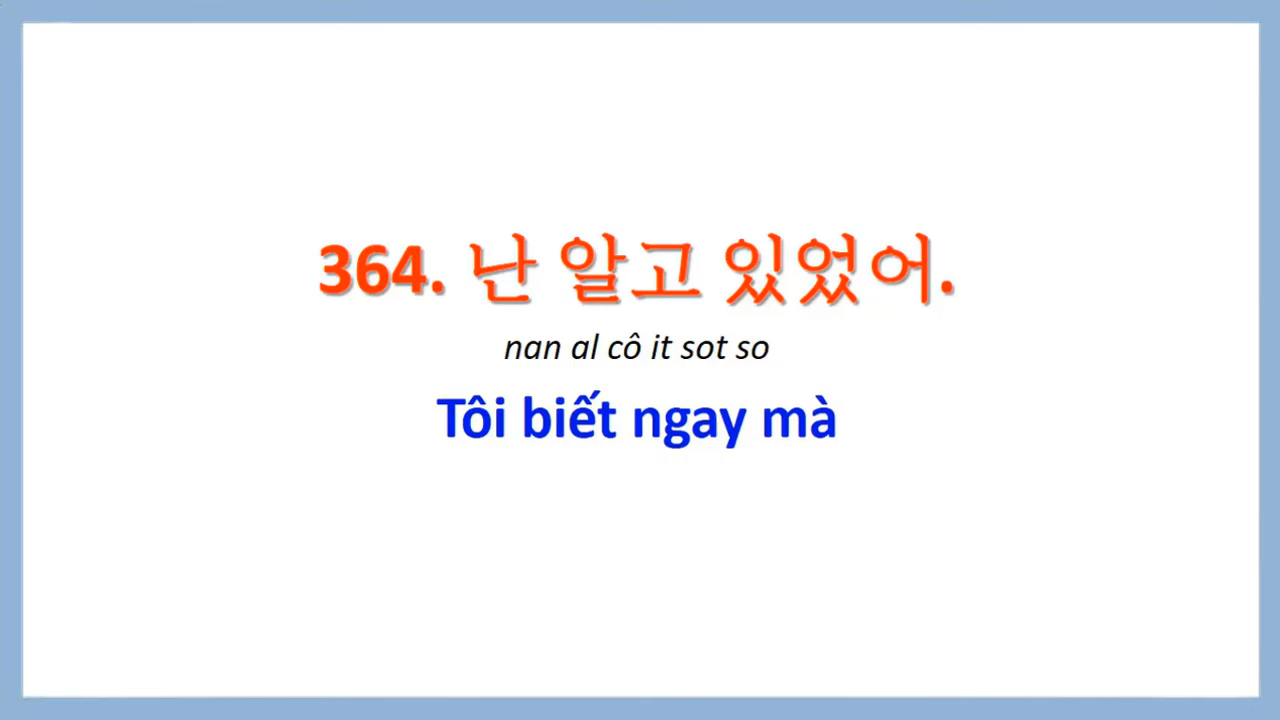 364. 난 알고 있었어.
nan al cô it sot so
Tôi biết ngay mà